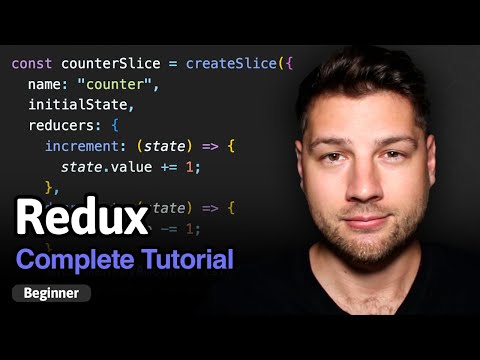 const counterSlice = createSlice({
name: "counter",
initialState,
reducers: {
increment: (state) => {
state.value += 1;
},
(state) => {
-= 1;
Redux
Complete Tutorial
Beginner